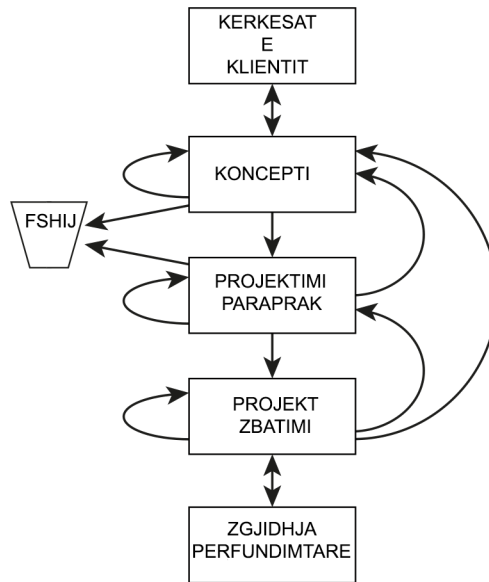 KERKESAT
E
KLIENTIT
KONCEPTI
FSHIJ
PROJEKTIMI
PARAPRAK
PROJEKT
ZBATIMI
ZGJIDHJA
PERFUNDIMTARE